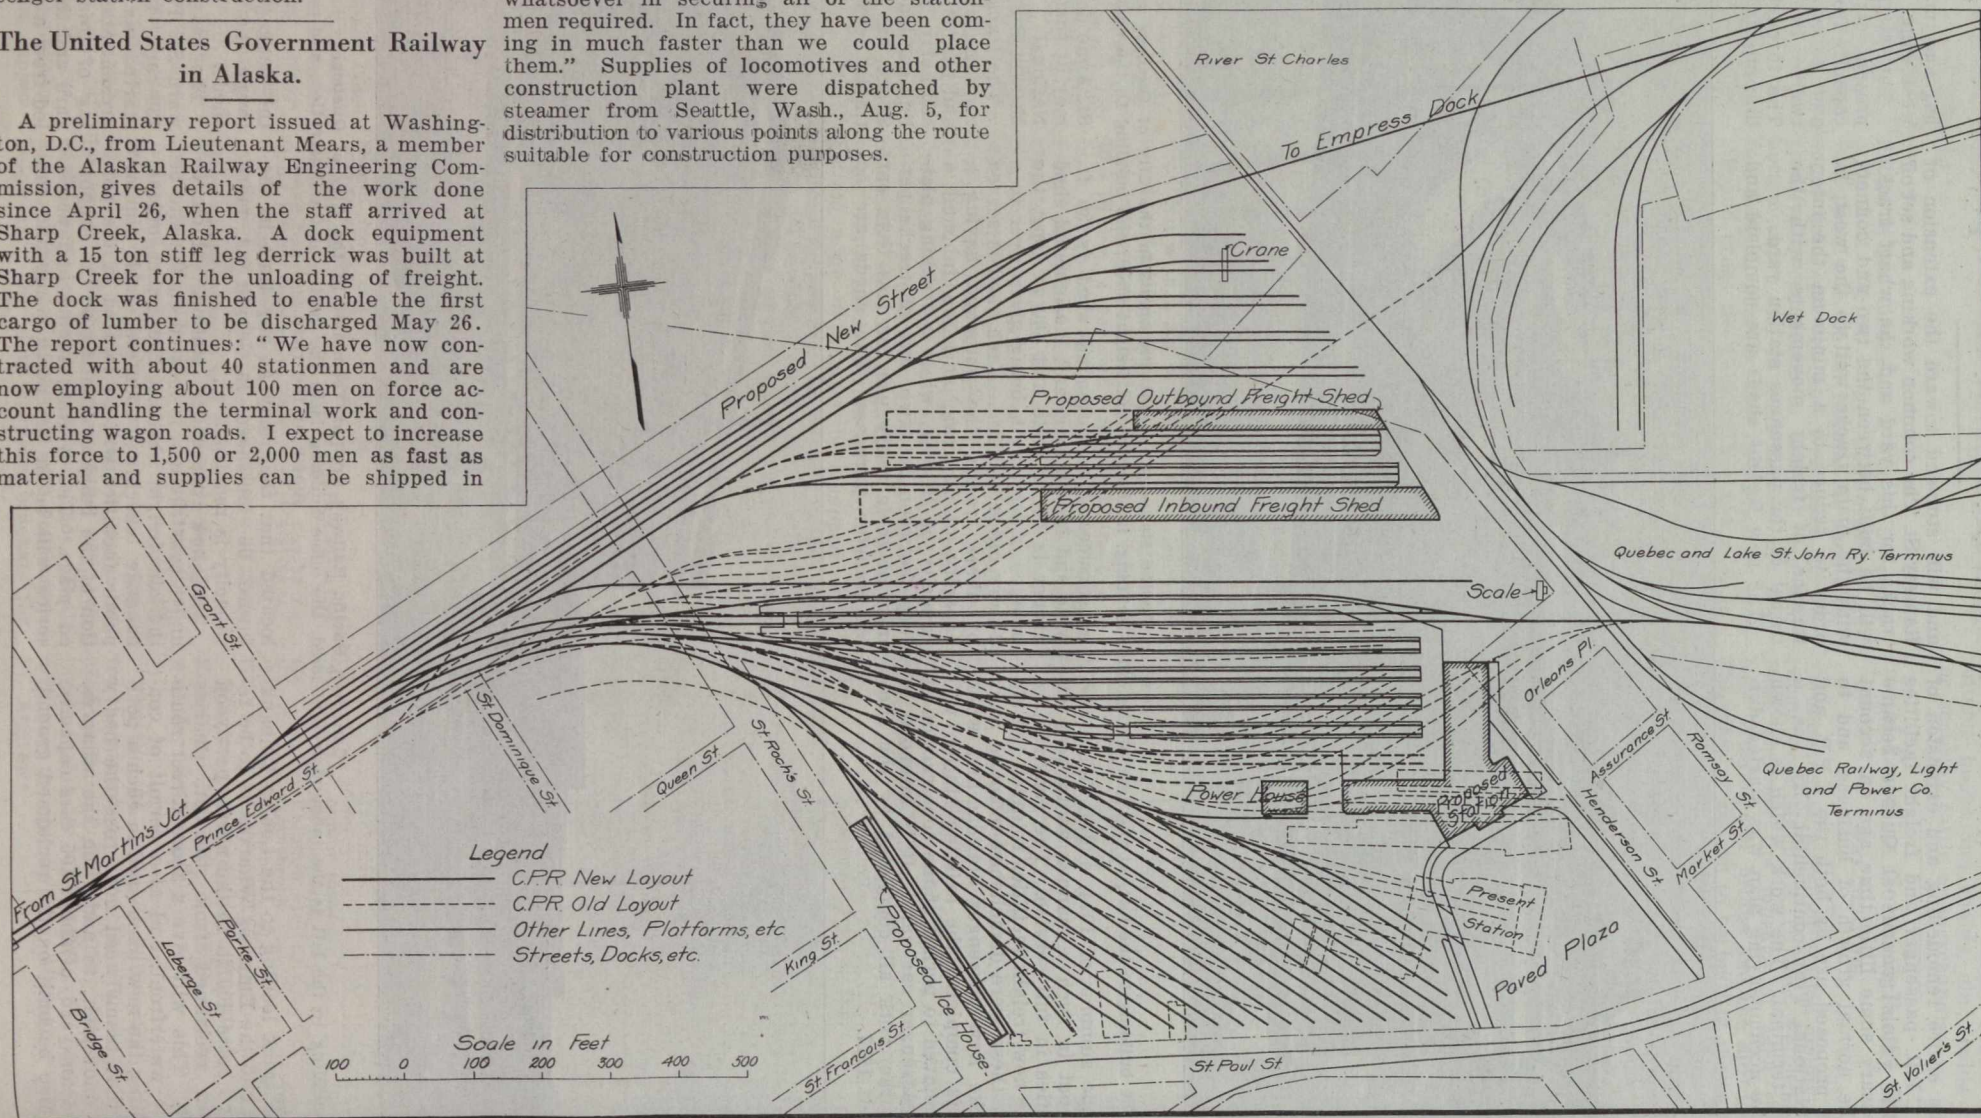 The United States Government Railway
in Alaska.
A preliminary report issued at Washing-
ton, D.C., from Lieutenant Mears, a member
of the Alaskan Railway Engineering Com-
mission, gives details of the work done
since April 26, when the staff arrived at
Sharp Creek, Alaska. A dock equipment
with a 15 ton stiff leg derrick was built at
Sharp Creek for the unloading of freight.
The dock was finished to enable the first
cargo of lumber to be discharged May 26.
The report continues: “We have now con-
tracted with about 40 stationmen and are
now employing about 100 men on force ac-
count handling the terminal work and con-
structing wagon roads. I expect to increase
this force to 1,500 or 2,000 men as fast as
material and supplies can be shipped in
whatsoever in securing all of the station-
men required. In fact, they have been com-
ing in much faster than we could place
them.” Supplies of locomotives and other
construction plant were dispatched by
steamer from Seattle, Wash., Aug. 5, for
distribution to various points along the route
suitable for construction purposes.
River St. Charles
To Empress Dock
Crane
Proposed New Street
Wet Dock
Proposed Outbound Freight Shed
Proposed Inbound Freight Shed
Quebec and Lake St. John Ry. Terminus
Scale
Grant St.
Orleans Pl.
St. Dominique St.
Queen St.
St. Roch's St.
Assurance St.
Ramsay St.
Quebec Railway, Light
and Power Co.
Terminus
Power House
Proposed
Station
Henderson St.
Market St.
From St. Martin's Jct.
Prince Edward St.
Legend
C.P.R. New Layout
C.P.R. Old Layout
Other Lines, Platforms, etc.
Streets, Docks, etc.
Present
Station
Paved Plaza
Parke St.
Laberge St.
Bridge St.
King St.
Proposed Ice House
St. Francois St.
St. Paul St.
St. Valier's St.
Scale in Feet
100 0 100 200 300 400 500